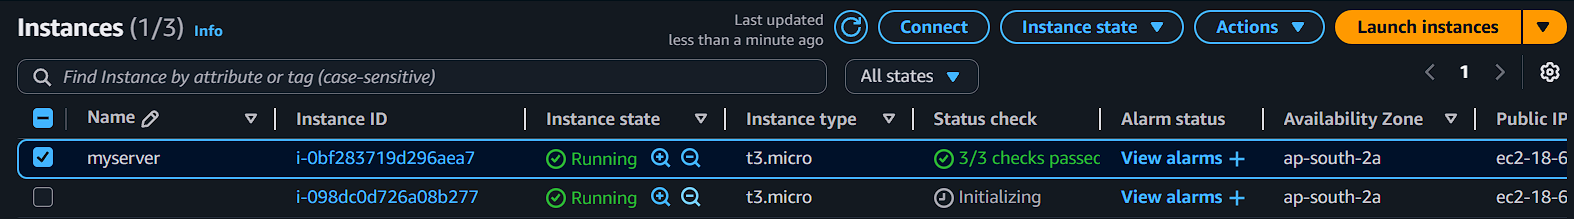 Instances (1/3) Info
Last updated
less than a minute ago
Connect
Instance state
Actions
Launch instances
Find Instance by attribute or tag (case-sensitive)
All states
1
Name Instance ID Instance state Instance type Status check Alarm status Availability Zone Public IP
myserver i-0bf283719d296aea7 Running t3.micro 3/3 checks passed View alarms + ap-south-2a ec2-18-6
i-098dc0d726a08b277 Running t3.micro Initializing View alarms + ap-south-2a ec2-18-6